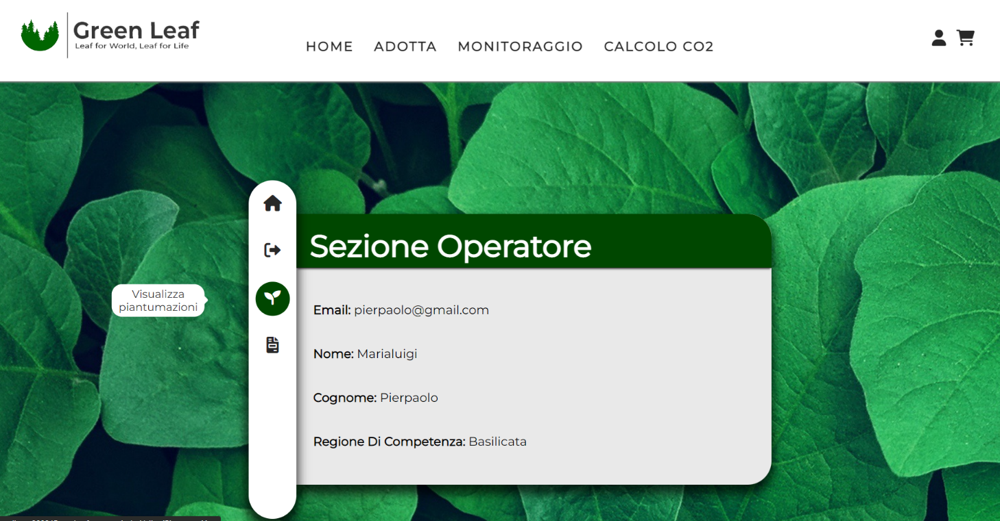 Green Leaf
Leaf for World, Leaf for Life
HOME ADOTTA MONITORAGGIO CALCOLO CO2
Sezione Operatore
Visualizza
piantumazioni
Email: pierpaolo@gmail.com
Nome: Marialuigi
Cognome: Pierpaolo
Regione Di Competenza: Basilicata